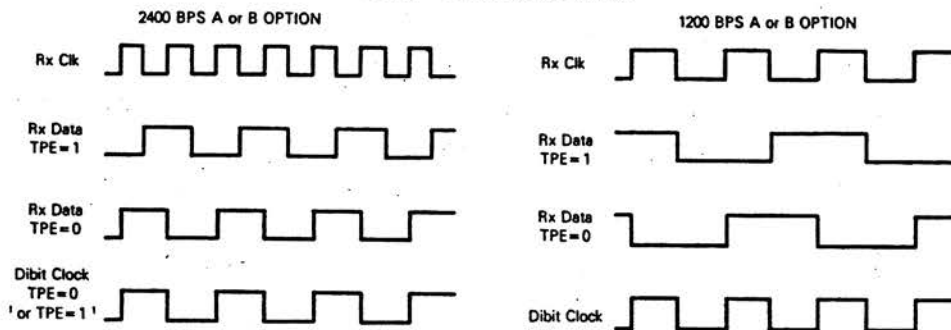 2400 BPS A or B OPTION
Rx Clk
Rx Data
TPE=1
Rx Data
TPE=0
Dibit Clock
TPE=0
' or TPE=1 '
1200 BPS A or B OPTION
Rx Clk
Rx Data
TPE=1
Rx Data
TPE=0
Dibit Clock